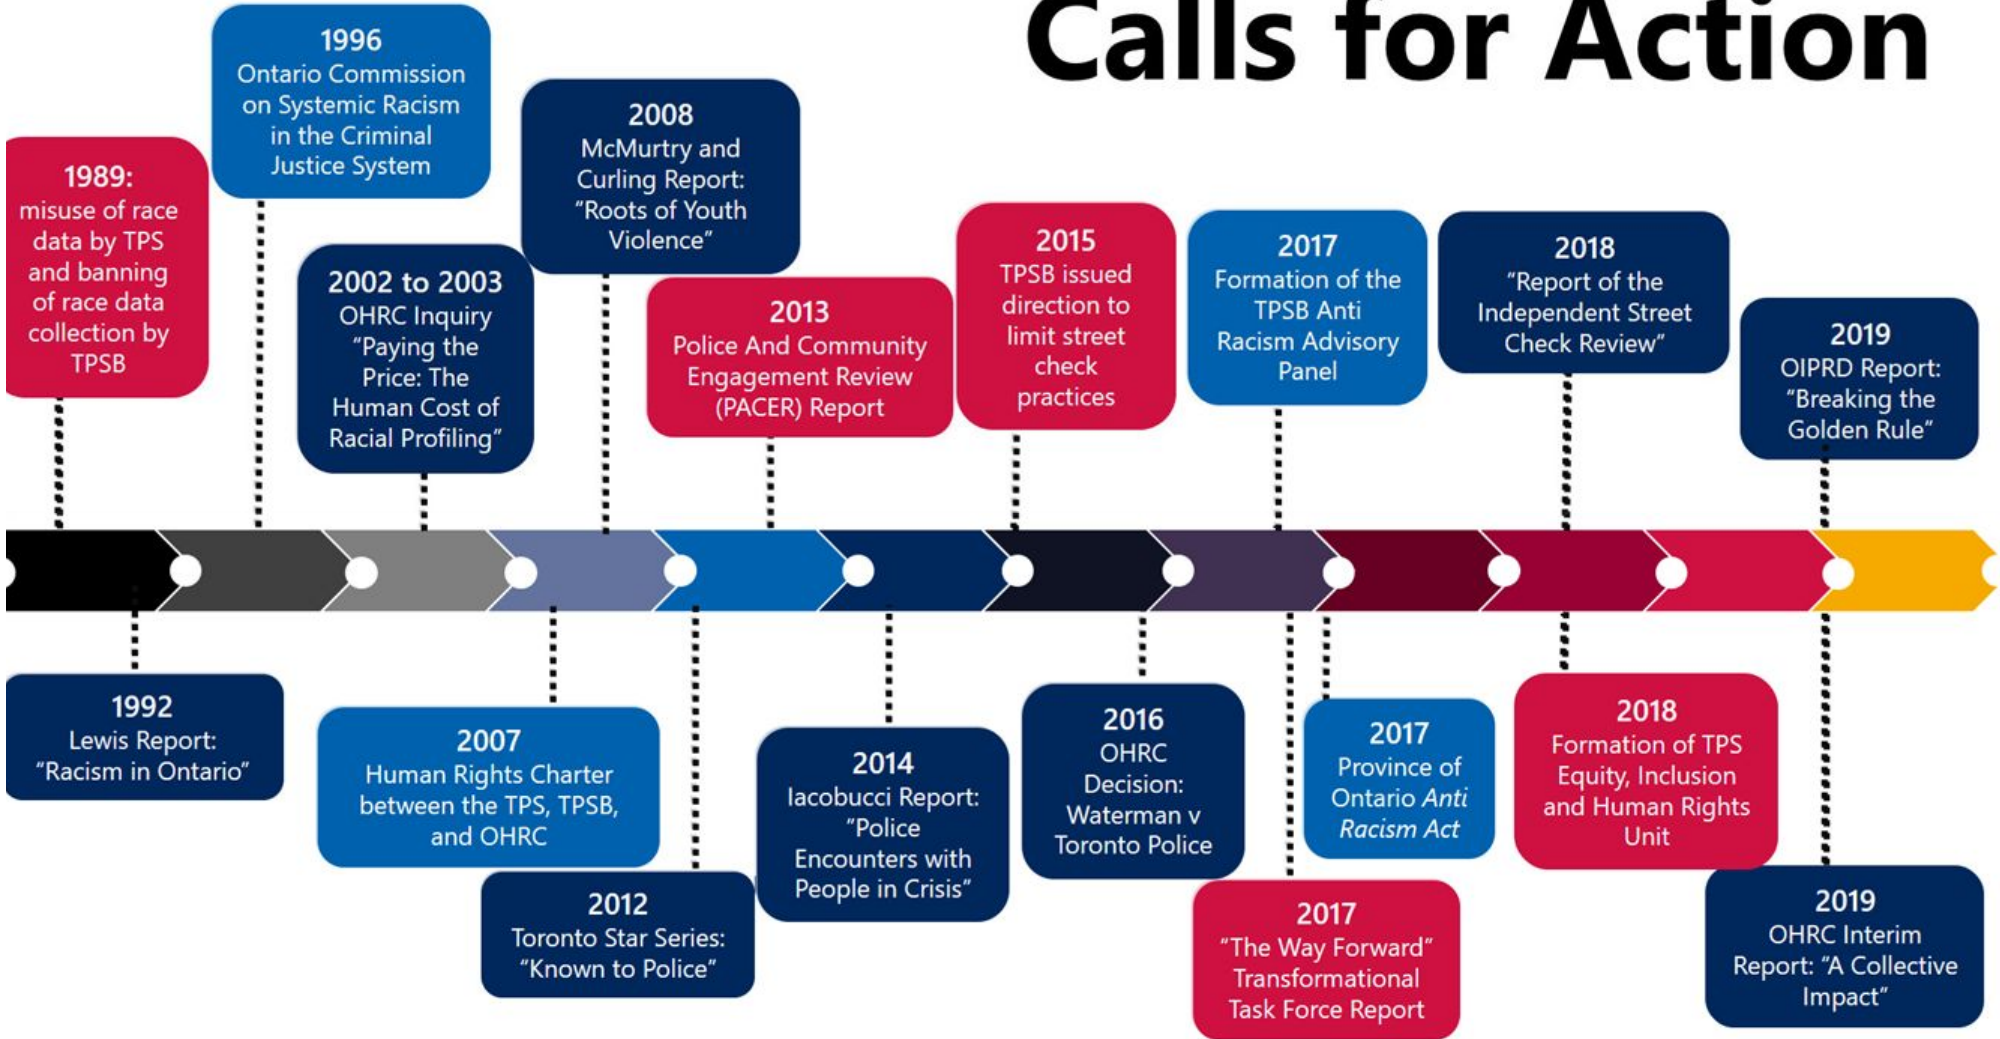 Calls for Action
1989:
misuse of race
data by TPS
and banning
of race data
collection by
TPSB
1996
Ontario Commission
on Systemic Racism
in the Criminal
Justice System
2002 to 2003
OHRC Inquiry
“Paying the
Price: The
Human Cost of
Racial Profiling”
2008
McMurtry and
Curling Report:
“Roots of Youth
Violence”
2013
Police And Community
Engagement Review
(PACER) Report
2015
TPSB issued
direction to
limit street
check
practices
2017
Formation of the
TPSB Anti
Racism Advisory
Panel
2018
“Report of the
Independent Street
Check Review”
2019
OIPRD Report:
“Breaking the
Golden Rule”
1992
Lewis Report:
“Racism in Ontario”
2007
Human Rights Charter
between the TPS, TPSB,
and OHRC
2012
Toronto Star Series:
“Known to Police”
2014
Iacobucci Report:
“Police
Encounters with
People in Crisis”
2016
OHRC
Decision:
Waterman v
Toronto Police
2017
“The Way Forward”
Transformational
Task Force Report
2017
Province of
Ontario Anti
Racism Act
2018
Formation of TPS
Equity, Inclusion
and Human Rights
Unit
2019
OHRC Interim
Report: “A Collective
Impact”